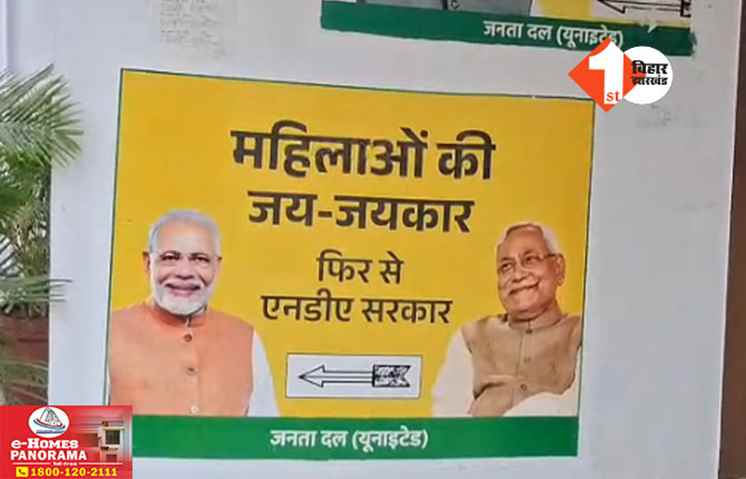 जनता दल (यूनाइटेड)
1st
बिहार
झारखंड
महिलाओं की
जय-जयकार
फिर से
एनडीए सरकार
जनता दल (यूनाइटेड)
e-HOMES
PANORAMA
1800-120-2111